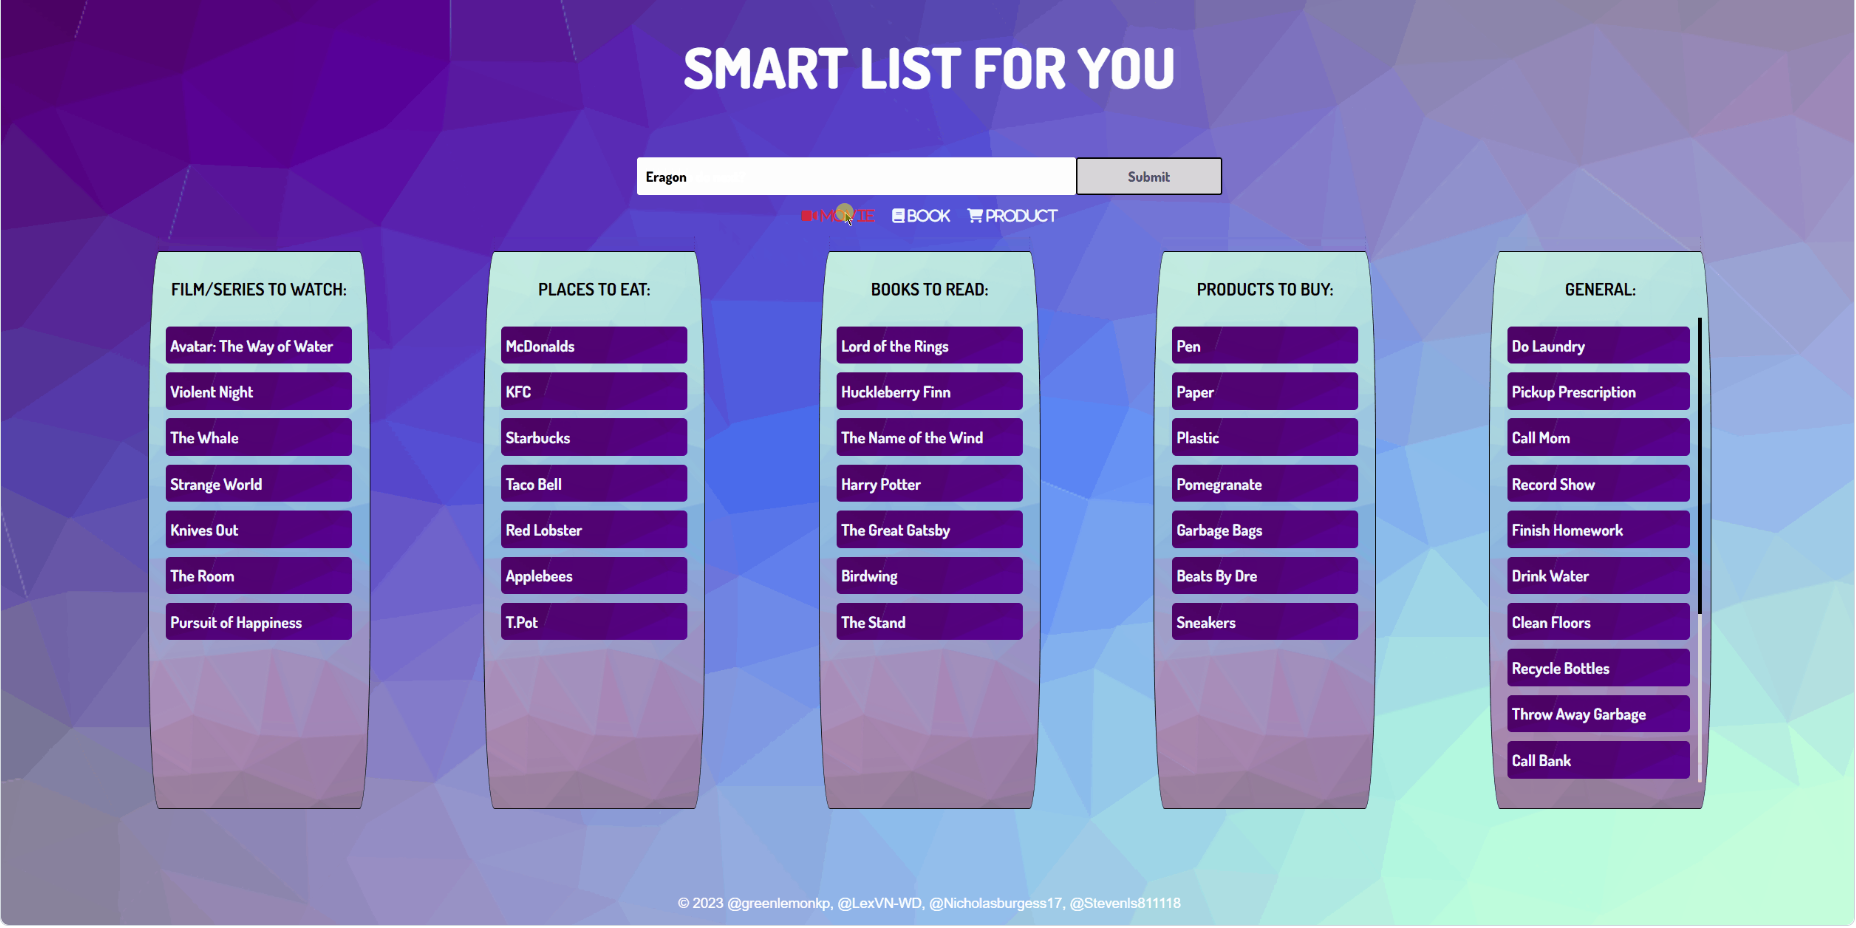 SMART LIST FOR YOU
Eragon
Submit
MOVIE BOOK PRODUCT
FILM/SERIES TO WATCH:
Avatar: The Way of Water
Violent Night
The Whale
Strange World
Knives Out
The Room
Pursuit of Happiness
PLACES TO EAT:
McDonalds
KFC
Starbucks
Taco Bell
Red Lobster
Applebees
T.Pot
BOOKS TO READ:
Lord of the Rings
Huckleberry Finn
The Name of the Wind
Harry Potter
The Great Gatsby
Birdwing
The Stand
PRODUCTS TO BUY:
Pen
Paper
Plastic
Pomegranate
Garbage Bags
Beats By Dre
Sneakers
GENERAL:
Do Laundry
Pickup Prescription
Call Mom
Record Show
Finish Homework
Drink Water
Clean Floors
Recycle Bottles
Throw Away Garbage
Call Bank
© 2023 @greenlemonkp, @LexVN-WD, @Nicholasburgess17, @Stevenls811118